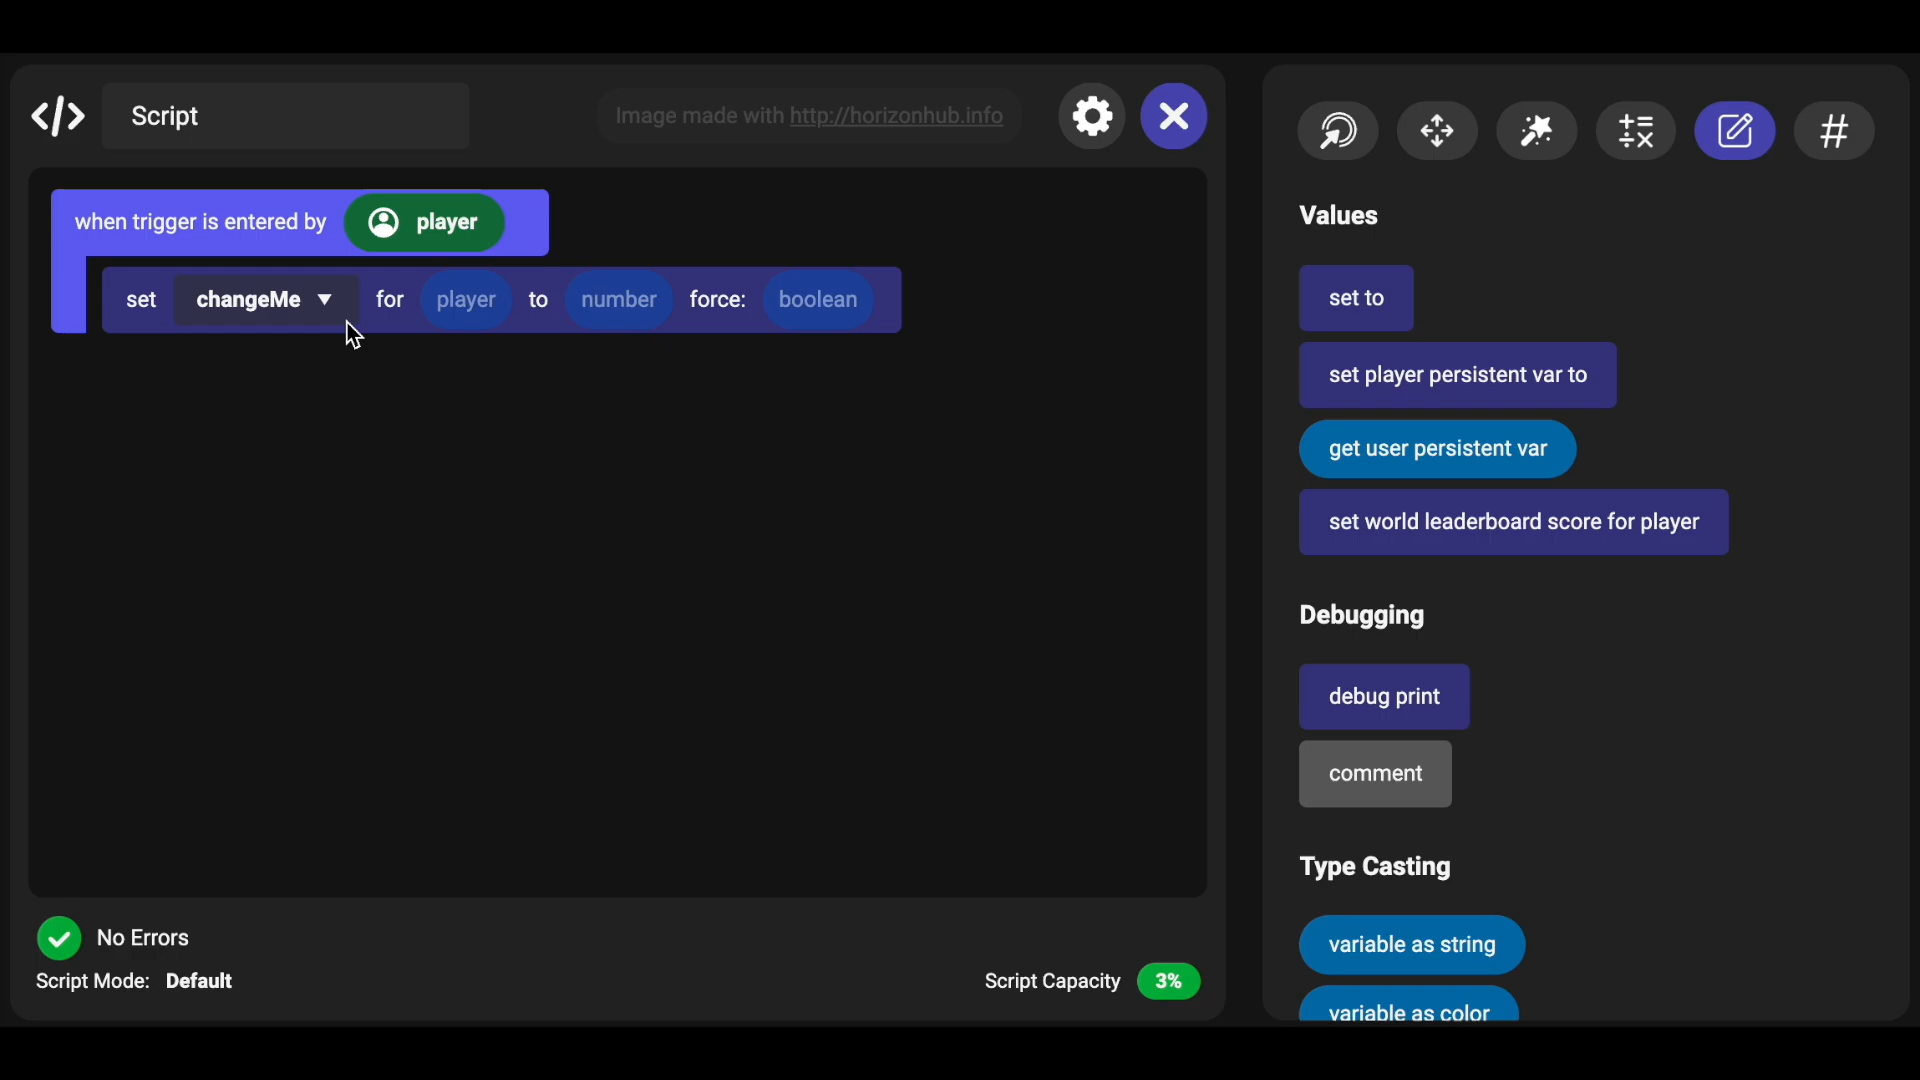 </> Script
Image made with http://horizonhub.info
when trigger is entered by player
set changeMe ▼ for player to number force: boolean
No Errors
Script Mode: Default
Script Capacity 3%
#
Values
set to
set player persistent var to
get user persistent var
set world leaderboard score for player
Debugging
debug print
comment
Type Casting
variable as string
variable as color